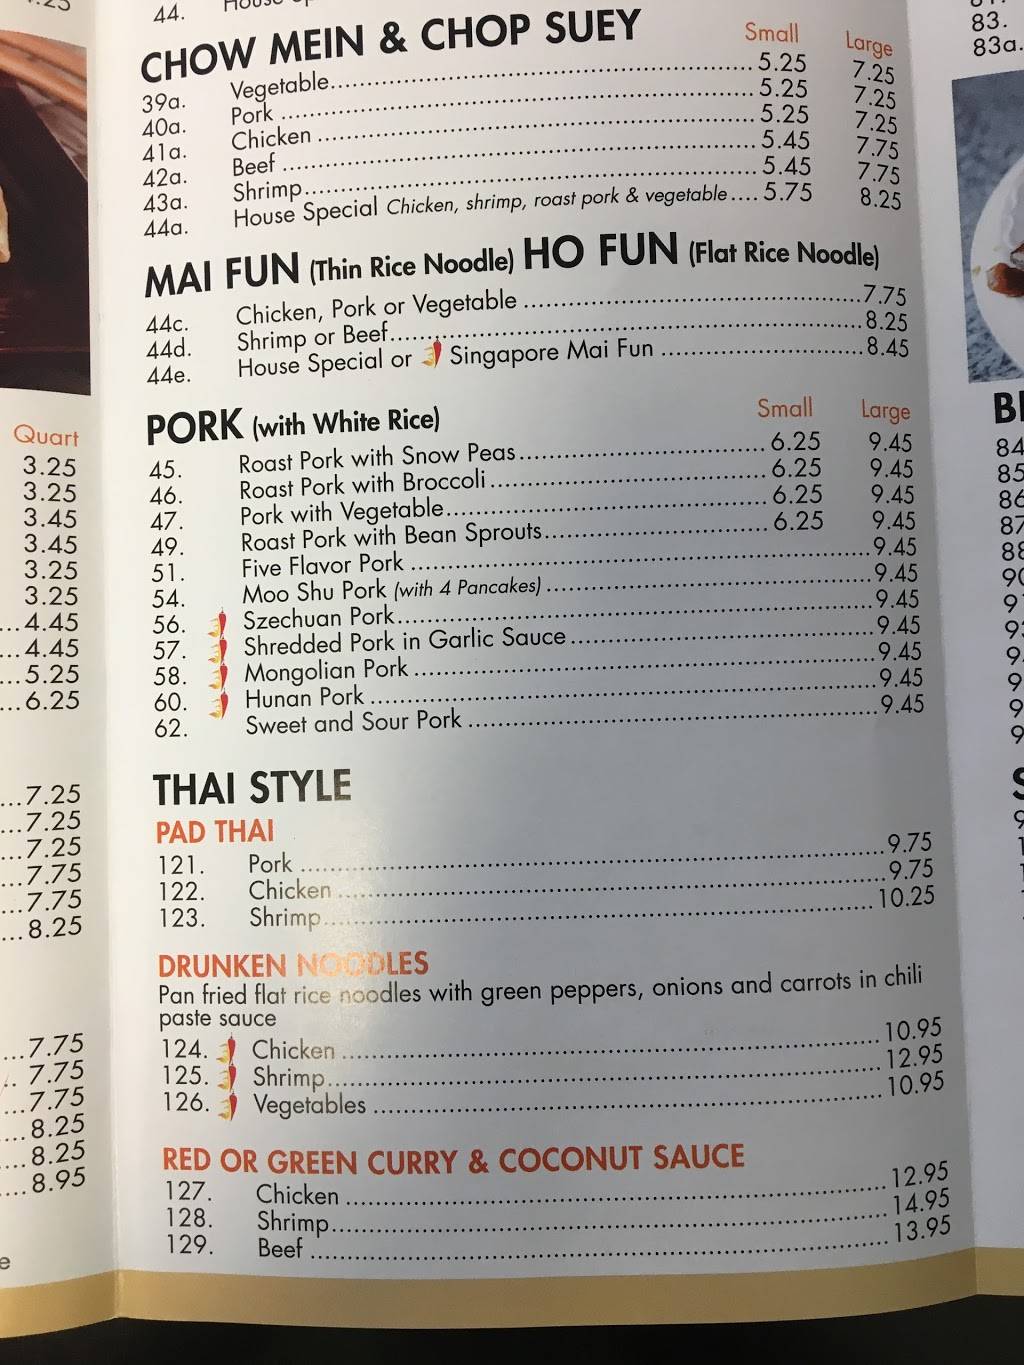 44.
CHOW MEIN & CHOP SUEY Small Large
39a. Vegetable 5.25 7.25
40a. Pork 5.25 7.25
41a. Chicken 5.25 7.25
42a. Beef 5.45 7.75
43a. Shrimp 5.45 7.75
44a. House Special Chicken, shrimp, roast pork & vegetable 5.75 8.25
MAI FUN (Thin Rice Noodle) HO FUN (Flat Rice Noodle)
44c. Chicken, Pork or Vegetable 7.75
44d. Shrimp or Beef 8.25
44e. House Special or Singapore Mai Fun 8.45
PORK (with White Rice) Small Large
45. Roast Pork with Snow Peas 6.25 9.45
46. Roast Pork with Broccoli 6.25 9.45
47. Pork with Vegetable 6.25 9.45
49. Roast Pork with Bean Sprouts 6.25 9.45
51. Five Flavor Pork 9.45
54. Moo Shu Pork (with 4 Pancakes) 9.45
56. Szechuan Pork 9.45
57. Shredded Pork in Garlic Sauce 9.45
58. Mongolian Pork 9.45
60. Hunan Pork 9.45
62. Sweet and Sour Pork 9.45
THAI STYLE
PAD THAI
121. Pork 9.75
122. Chicken 9.75
123. Shrimp 10.25
DRUNKEN NOODLES
Pan fried flat rice noodles with green peppers, onions and carrots in chili
paste sauce
124. Chicken 10.95
125. Shrimp 12.95
126. Vegetables 10.95
RED OR GREEN CURRY & COCONUT SAUCE
127. Chicken 12.95
128. Shrimp 14.95
129. Beef 13.95
Quart
3.25
3.25
3.45
3.45
3.25
3.25
4.45
4.45
5.25
6.25
7.25
7.25
7.25
7.75
7.75
8.25
7.75
7.75
7.75
8.25
8.25
8.95
83.
83a.
84
85
86
87
88
90